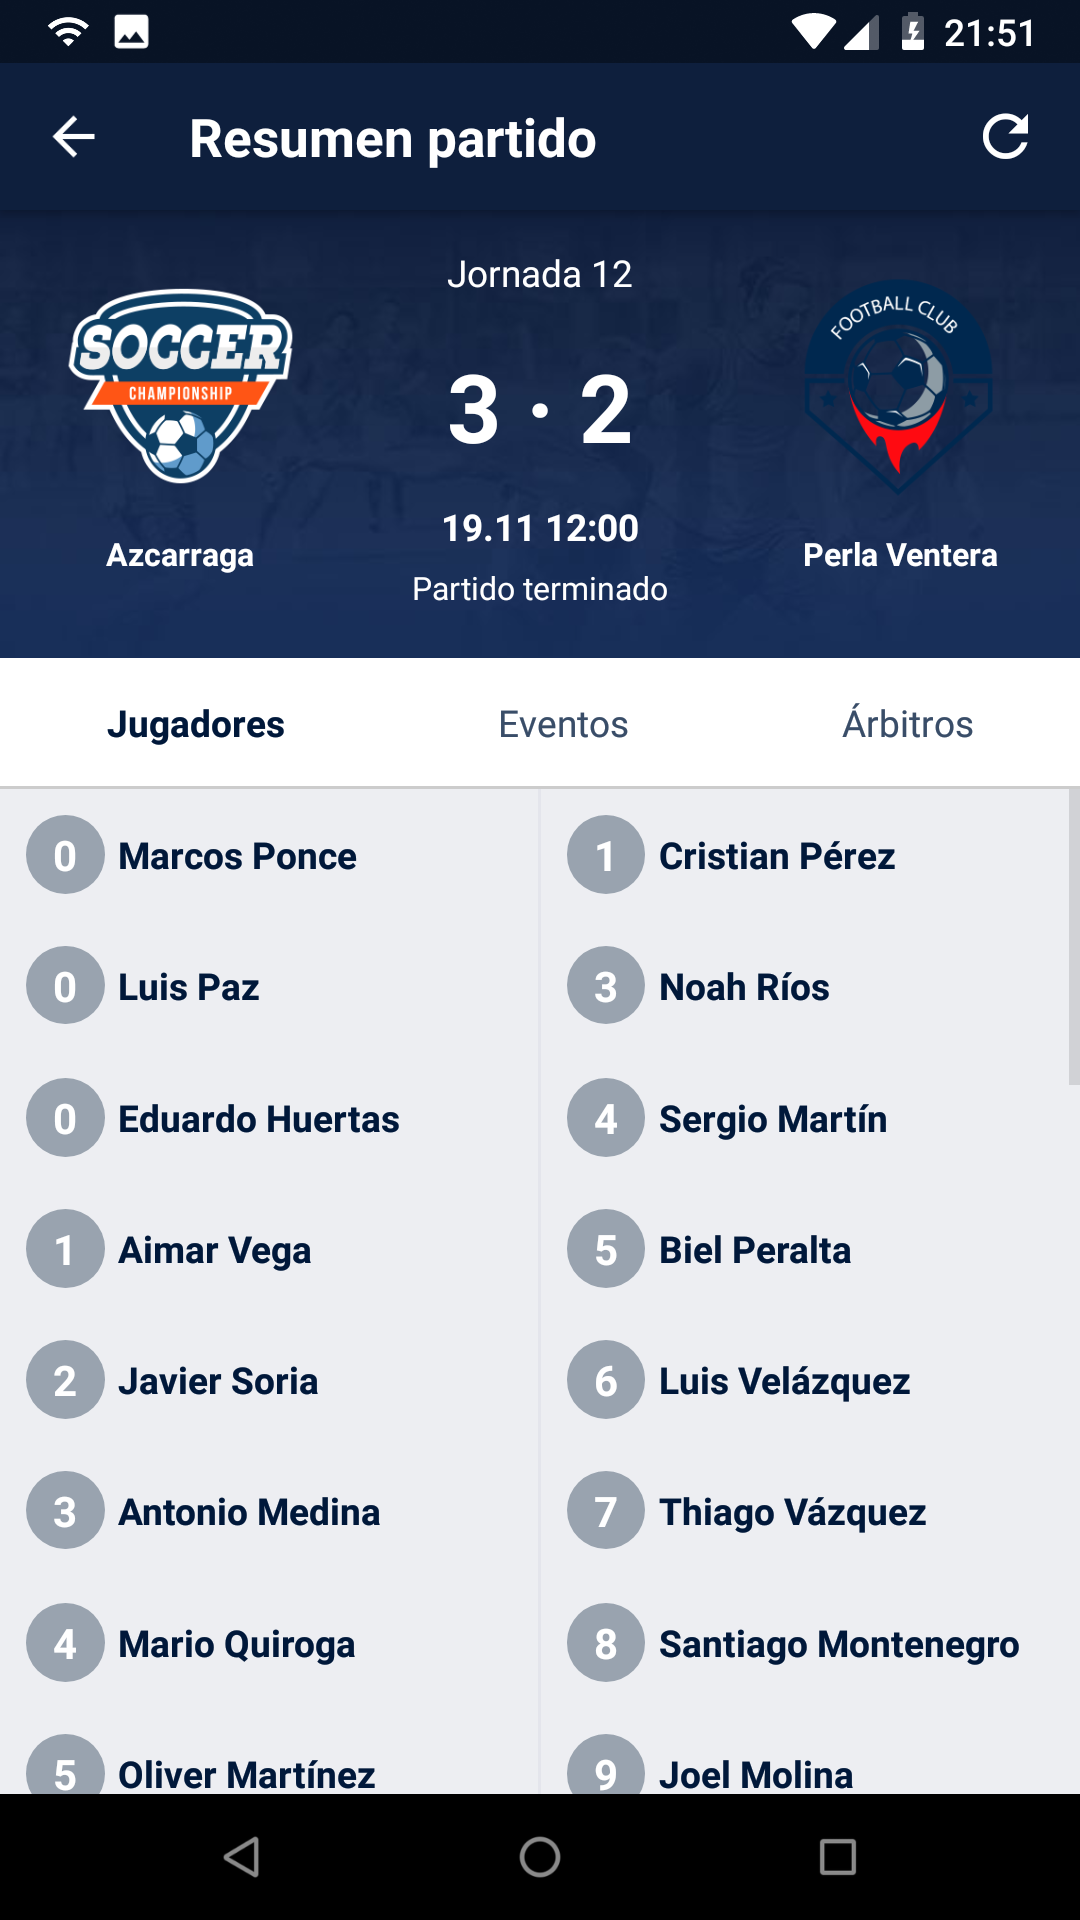 21:51
Resumen partido
Jornada 12
SOCCER
CHAMPIONSHIP
FOOTBALL CLUB
3 · 2
19.11 12:00
Azcarraga
Perla Ventera
Partido terminado
Jugadores
Eventos
Árbitros
0 Marcos Ponce
1 Cristian Pérez
0 Luis Paz
3 Noah Ríos
0 Eduardo Huertas
4 Sergio Martín
1 Aimar Vega
5 Biel Peralta
2 Javier Soria
6 Luis Velázquez
3 Antonio Medina
7 Thiago Vázquez
4 Mario Quiroga
8 Santiago Montenegro
5 Oliver Martínez
9 Joel Molina